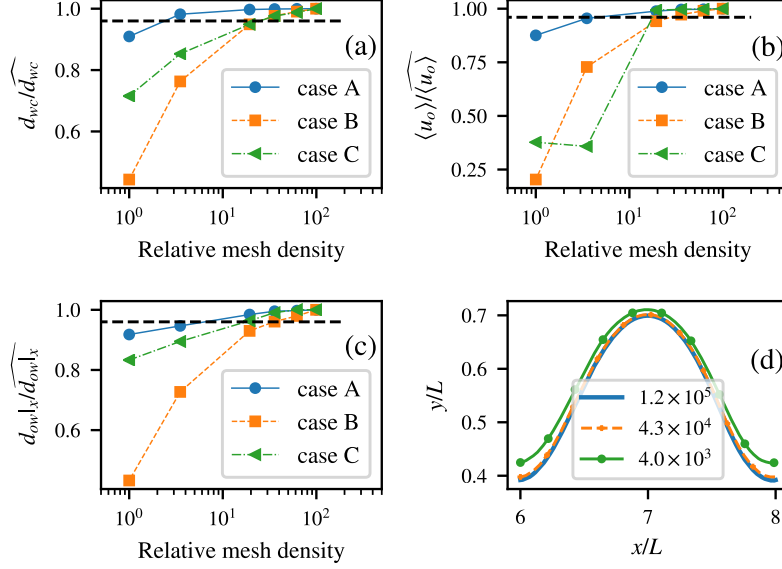 1.0
0.8
0.6
d_wc/\widehat{d_wc}
(a)
case A
case B
case C
10^0
10^1
10^2
Relative mesh density
1.00
0.75
0.50
0.25
⟨u_o⟩/\widehat{⟨u_o⟩}
(b)
case A
case B
case C
10^0
10^1
10^2
Relative mesh density
1.0
0.8
0.6
d_ow|_x/\widehat{d_ow|_x}
(c)
case A
case B
case C
10^0
10^1
10^2
Relative mesh density
0.7
0.6
0.5
0.4
y/L
(d)
1.2×10^5
4.3×10^4
4.0×10^3
6
7
8
x/L